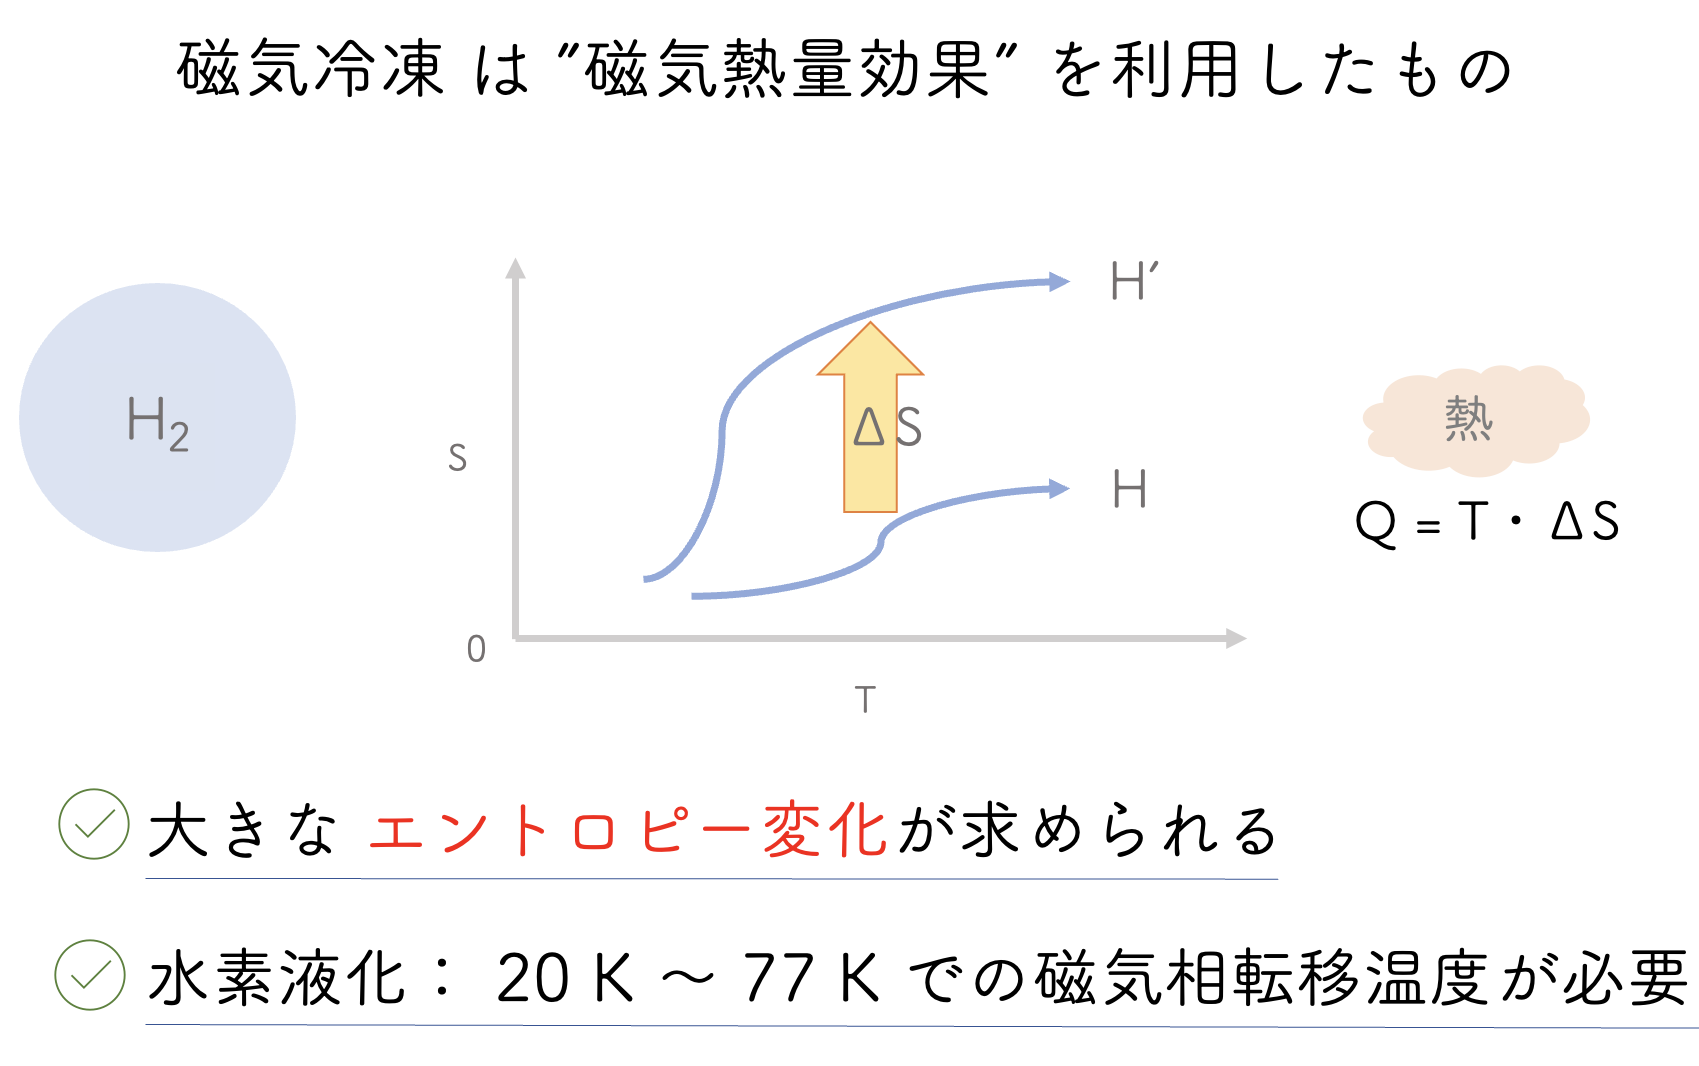 磁気冷凍 は ”磁気熱量効果” を利用したもの
H′
H₂
熱
ΔS
S
H
Q = T・ΔS
0
T
大きな エントロピー変化が求められる
水素液化： 20 K ～ 77 K での磁気相転移温度が必要